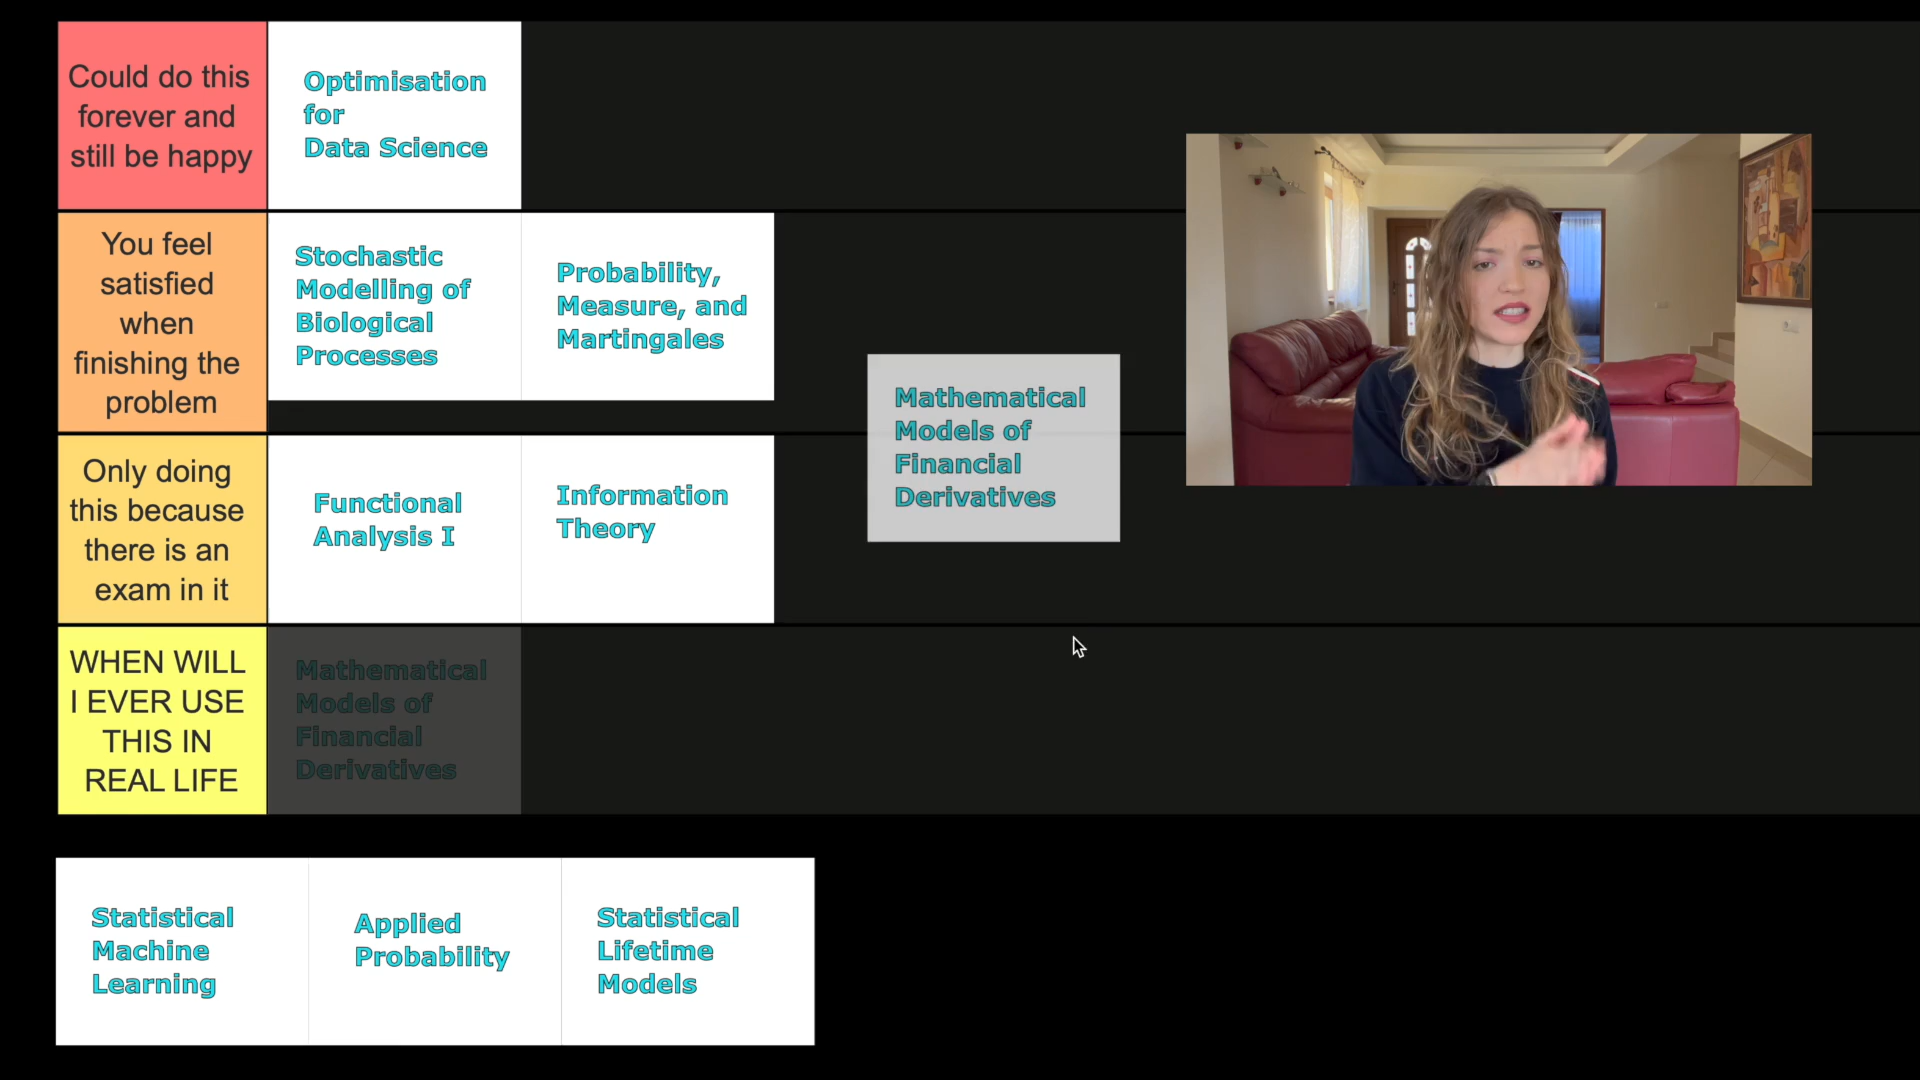 Could do this
forever and
still be happy
Optimisation
for
Data Science
You feel
satisfied
when
finishing the
problem
Stochastic
Modelling of
Biological
Processes
Probability,
Measure, and
Martingales
Mathematical
Models of
Financial
Derivatives
Only doing
this because
there is an
exam in it
Functional
Analysis I
Information
Theory
WHEN WILL
I EVER USE
THIS IN
REAL LIFE
Mathematical
Models of
Financial
Derivatives
Statistical
Machine
Learning
Applied
Probability
Statistical
Lifetime
Models